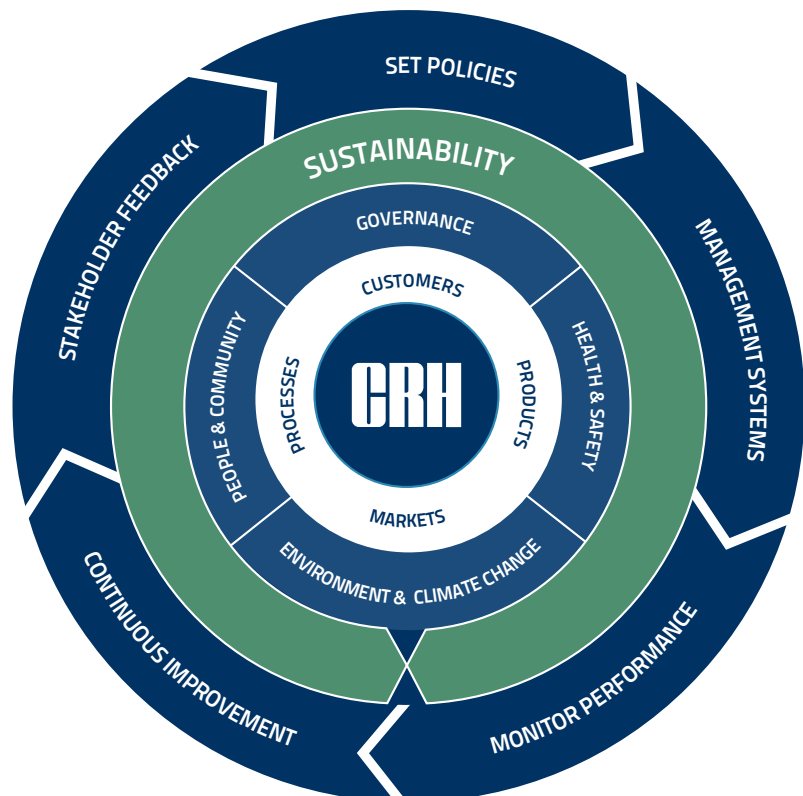 SET POLICIES
MANAGEMENT SYSTEMS
MONITOR PERFORMANCE
CONTINUOUS IMPROVEMENT
STAKEHOLDER FEEDBACK
SUSTAINABILITY
GOVERNANCE
HEALTH & SAFETY
ENVIRONMENT & CLIMATE CHANGE
PEOPLE & COMMUNITY
CUSTOMERS
PRODUCTS
MARKETS
PROCESSES
CRH